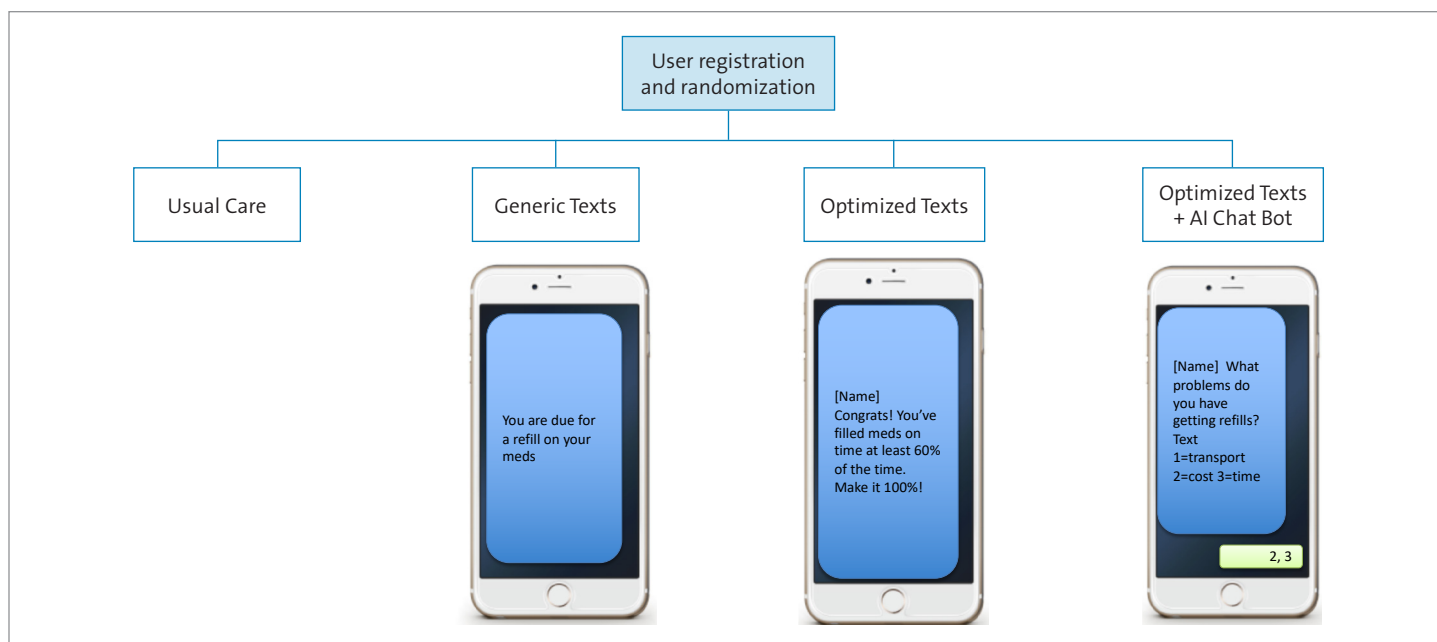 User registration
and randomization
Usual Care
Generic Texts
Optimized Texts
Optimized Texts
+ AI Chat Bot
You are due for
a refill on your
meds
[Name]
Congrats! You’ve
filled meds on
time at least 60%
of the time.
Make it 100%!
[Name] What
problems do
you have
getting refills?
Text
1=transport
2=cost 3=time
2, 3